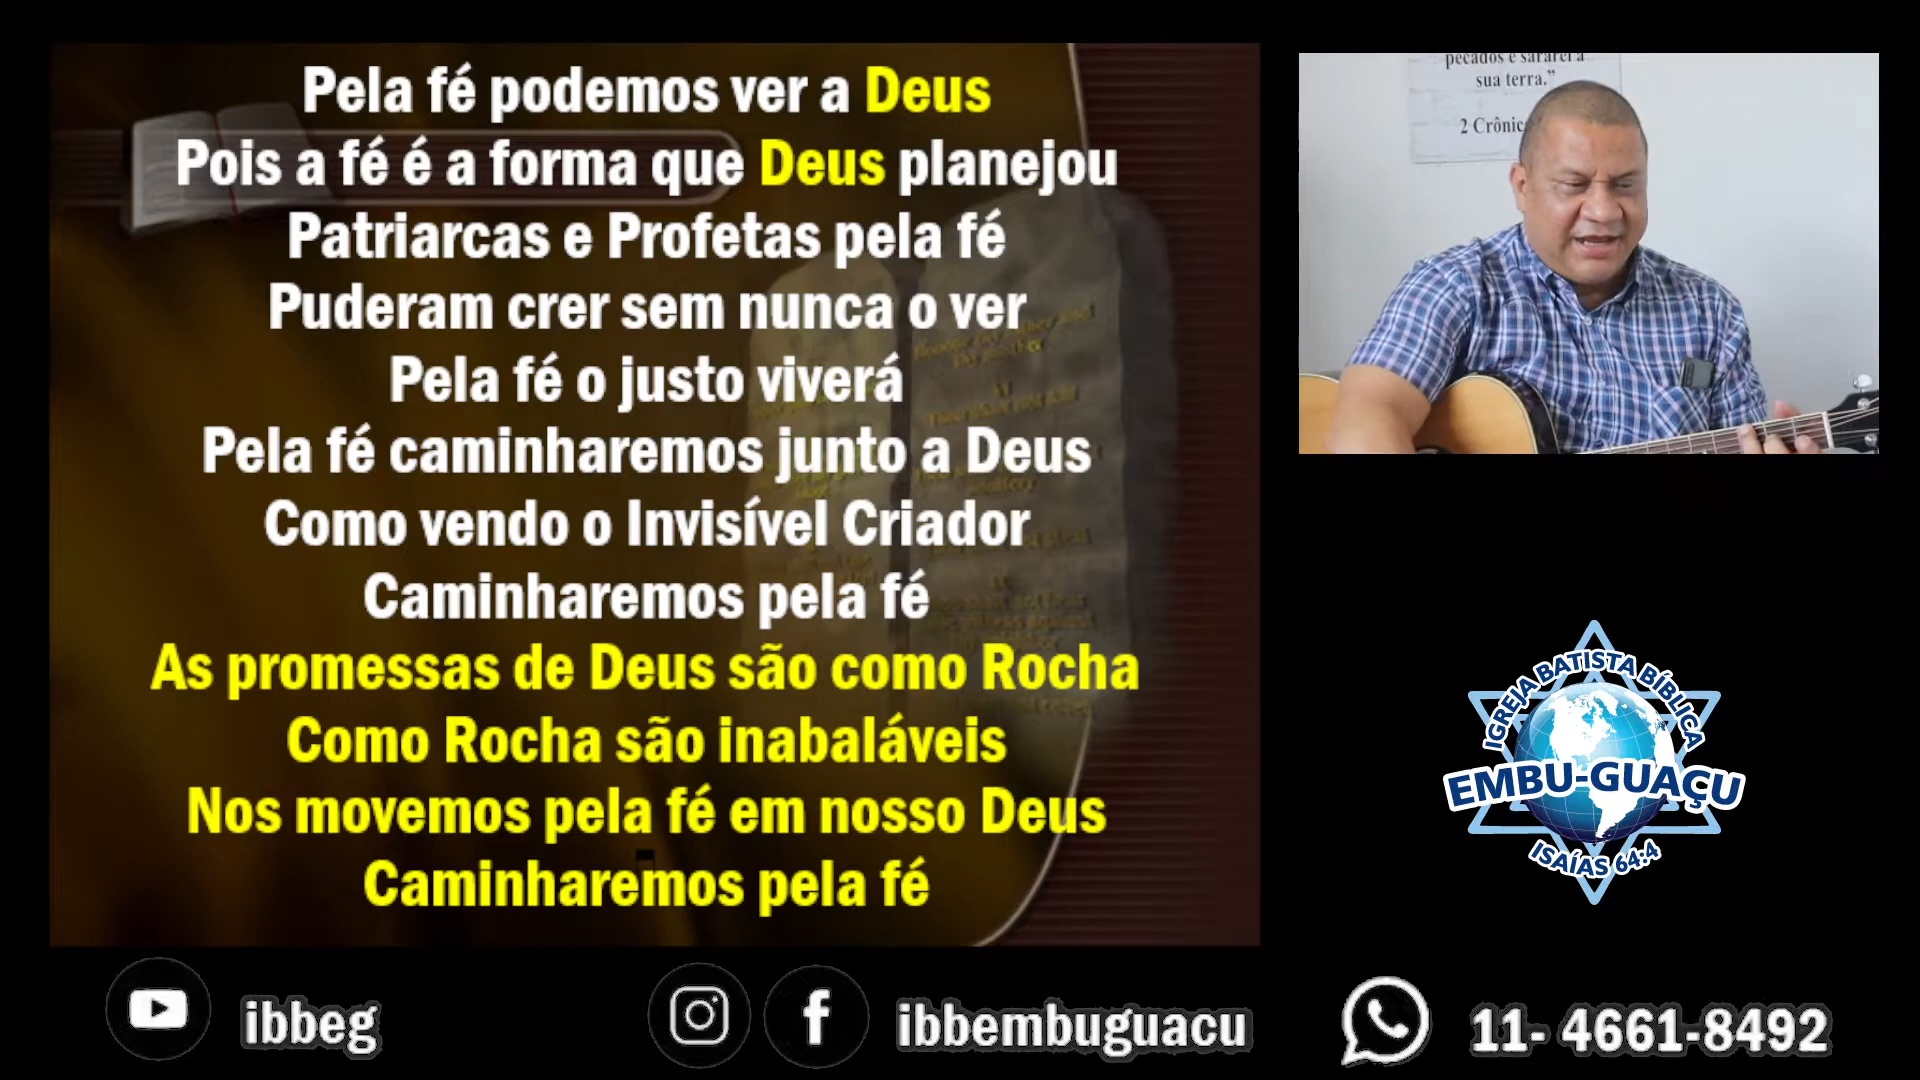 Pela fé podemos ver a Deus
Pois a fé é a forma que Deus planejou
Patriarcas e Profetas pela fé
Puderam crer sem nunca o ver
Pela fé o justo viverá
Pela fé caminharemos junto a Deus
Como vendo o Invisível Criador
Caminharemos pela fé
As promessas de Deus são como Rocha
Como Rocha são inabaláveis
Nos movemos pela fé em nosso Deus
Caminharemos pela fé
pecados e sararei a
sua terra.”
2 Crônic
IGREJA BATISTA BÍBLICA
EMBU-GUAÇU
ISAÍAS 64:4
ibbeg
ibbembuguacu
11- 4661-8492